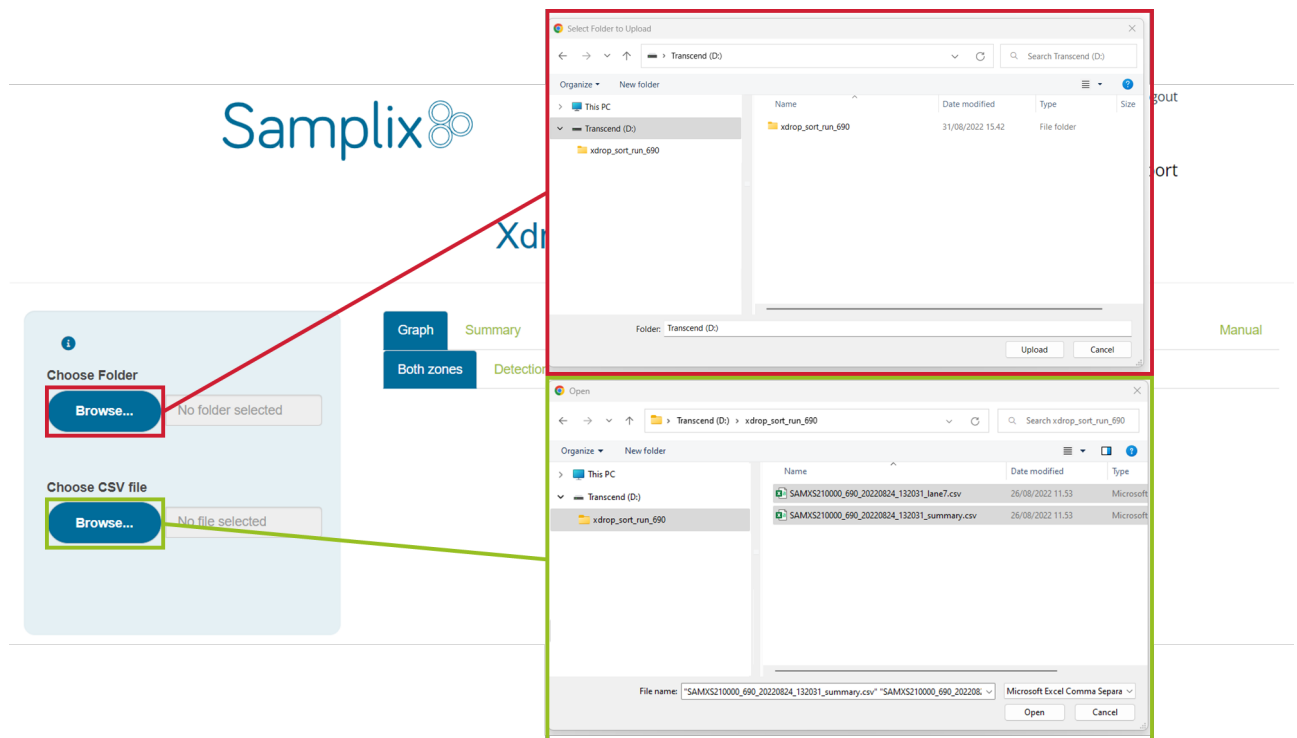 Select Folder to Upload
Transcend (D:)
Search Transcend (D:)
Organize
New folder
This PC
Transcend (D:)
xdrop_sort_run_690
Name
Date modified
Type
Size
xdrop_sort_run_690
31/08/2022 15.42
File folder
Folder: Transcend (D:)
Upload
Cancel
Samplix
gout
ort
Xdr
Graph
Summary
Manual
Both zones
Detection
Choose Folder
Browse...
No folder selected
Choose CSV file
Browse...
No file selected
Open
Transcend (D:) > xdrop_sort_run_690
Search xdrop_sort_run_690
Organize
New folder
This PC
Transcend (D:)
xdrop_sort_run_690
Name
Date modified
Type
SAMXS210000_690_20220824_132031_lane7.csv
26/08/2022 11.53
Microsoft
SAMXS210000_690_20220824_132031_summary.csv
26/08/2022 11.53
Microsoft
File name: "SAMXS210000_690_20220824_132031_summary.csv" "SAMXS210000_690_202208
Microsoft Excel Comma Separa
Open
Cancel